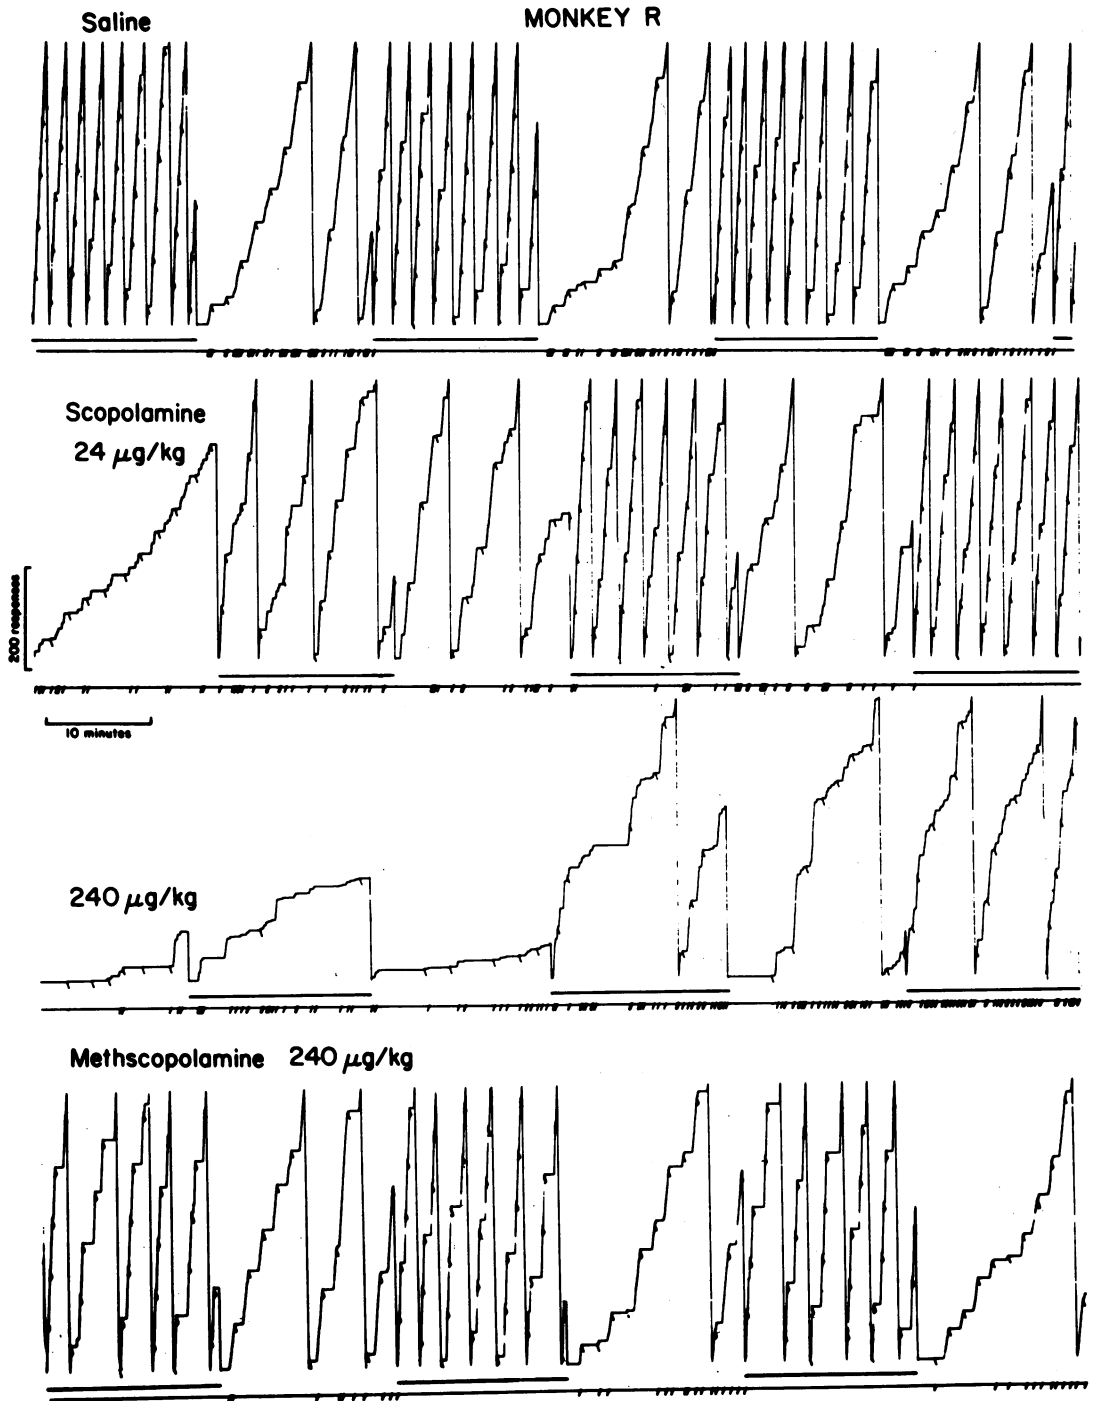 MONKEY R
Saline
Scopolamine
24 μg/kg
200 responses
10 minutes
240 μg/kg
Methscopolamine 240 μg/kg